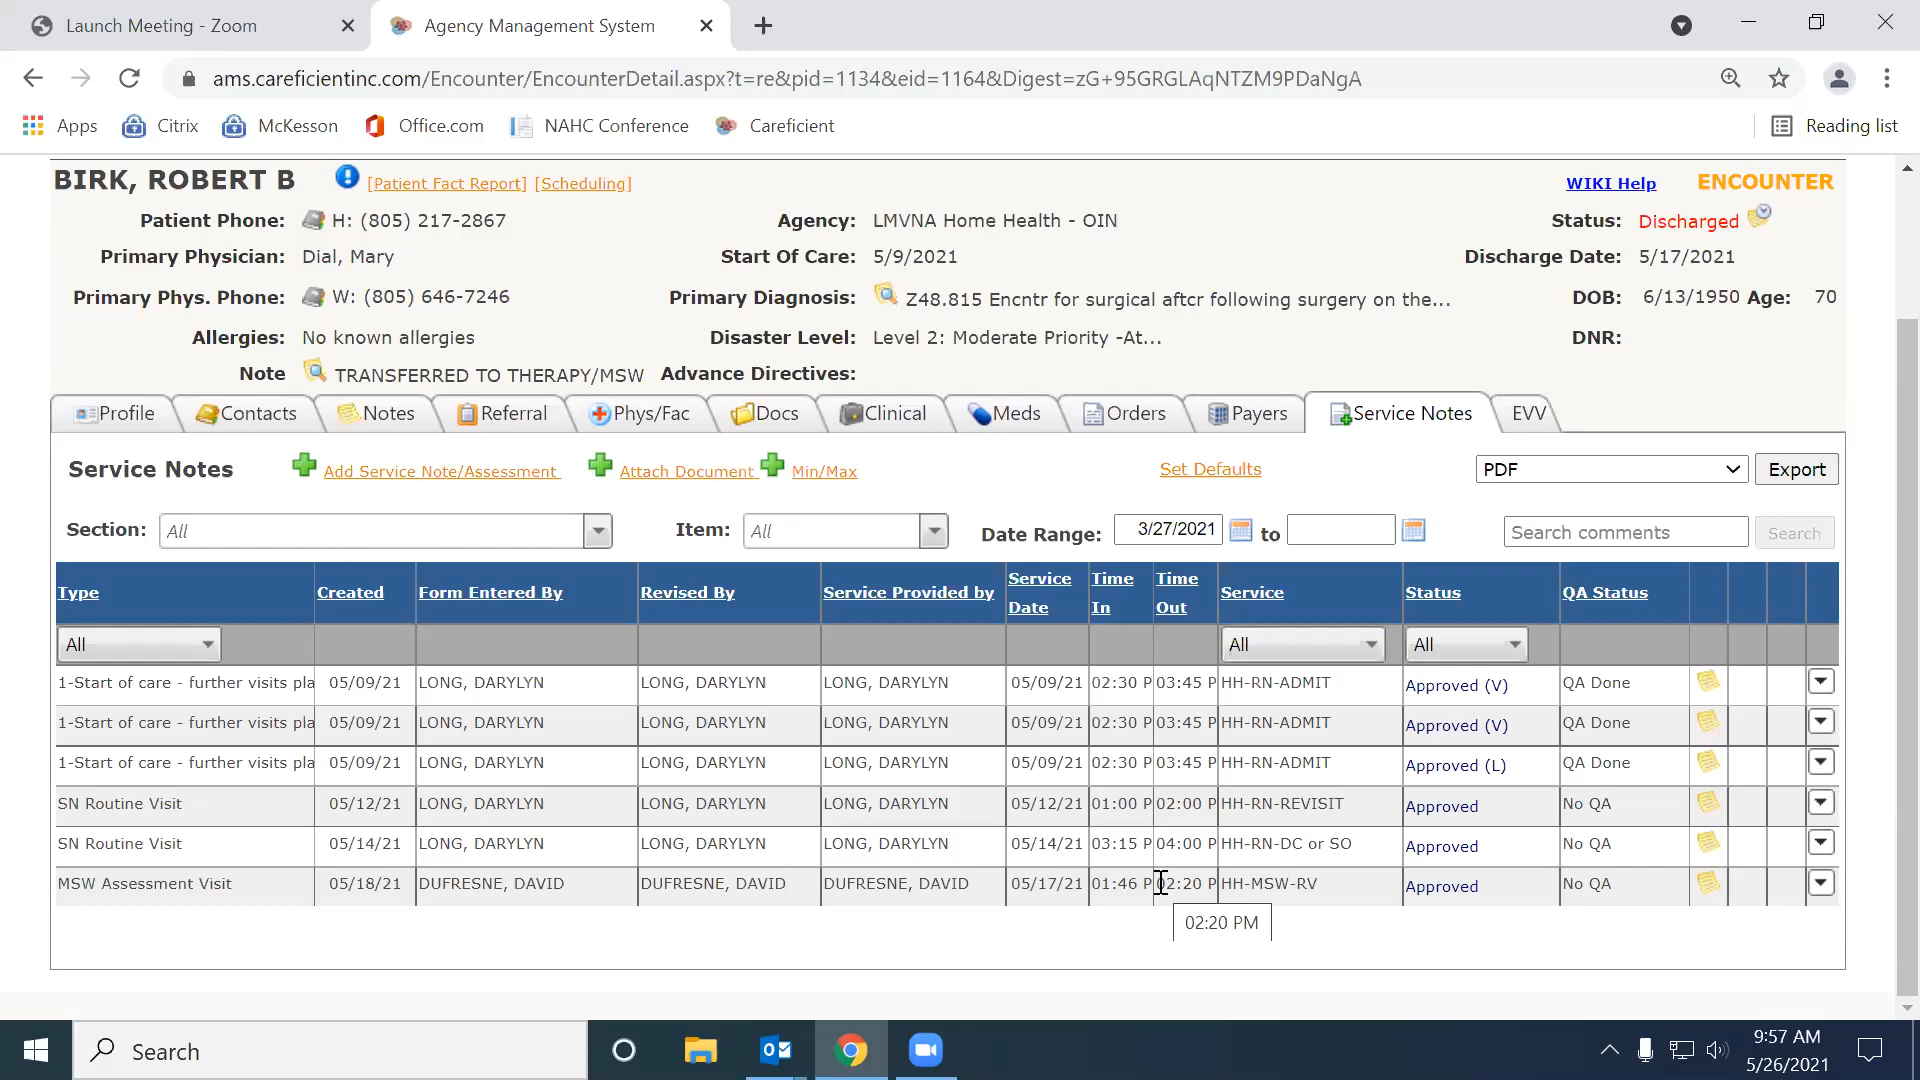 Launch Meeting - Zoom
Agency Management System
ams.careficientinc.com/Encounter/EncounterDetail.aspx?t=re&pid=1134&eid=1164&Digest=zG+95GRGLAqNTZM9PDaNgA
Apps Citrix McKesson Office.com NAHC Conference Careficient Reading list
BIRK, ROBERT B [Patient Fact Report] [Scheduling] WIKI Help ENCOUNTER
Patient Phone: H: (805) 217-2867 Agency: LMVNA Home Health - OIN Status: Discharged
Primary Physician: Dial, Mary Start Of Care: 5/9/2021 Discharge Date: 5/17/2021
Primary Phys. Phone: W: (805) 646-7246 Primary Diagnosis: Z48.815 Encntr for surgical aftcr following surgery on the... DOB: 6/13/1950 Age: 70
Allergies: No known allergies Disaster Level: Level 2: Moderate Priority -At... DNR:
Note TRANSFERRED TO THERAPY/MSW Advance Directives:
Profile Contacts Notes Referral Phys/Fac Docs Clinical Meds Orders Payers Service Notes EVV
Service Notes Add Service Note/Assessment Attach Document Min/Max Set Defaults PDF Export
Section: All Item: All Date Range: 3/27/2021 to Search comments Search
Type Created Form Entered By Revised By Service Provided by Service Date Time In Time Out Service Status QA Status
All All All
1-Start of care - further visits pla 05/09/21 LONG, DARYLYN LONG, DARYLYN LONG, DARYLYN 05/09/21 02:30 P 03:45 P HH-RN-ADMIT Approved (V) QA Done
1-Start of care - further visits pla 05/09/21 LONG, DARYLYN LONG, DARYLYN LONG, DARYLYN 05/09/21 02:30 P 03:45 P HH-RN-ADMIT Approved (V) QA Done
1-Start of care - further visits pla 05/09/21 LONG, DARYLYN LONG, DARYLYN LONG, DARYLYN 05/09/21 02:30 P 03:45 P HH-RN-ADMIT Approved (L) QA Done
SN Routine Visit 05/12/21 LONG, DARYLYN LONG, DARYLYN LONG, DARYLYN 05/12/21 01:00 P 02:00 P HH-RN-REVISIT Approved No QA
SN Routine Visit 05/14/21 LONG, DARYLYN LONG, DARYLYN LONG, DARYLYN 05/14/21 03:15 P 04:00 P HH-RN-DC or SO Approved No QA
MSW Assessment Visit 05/18/21 DUFRESNE, DAVID DUFRESNE, DAVID DUFRESNE, DAVID 05/17/21 01:46 P 02:20 P HH-MSW-RV Approved No QA
02:20 PM
Search
9:57 AM
5/26/2021